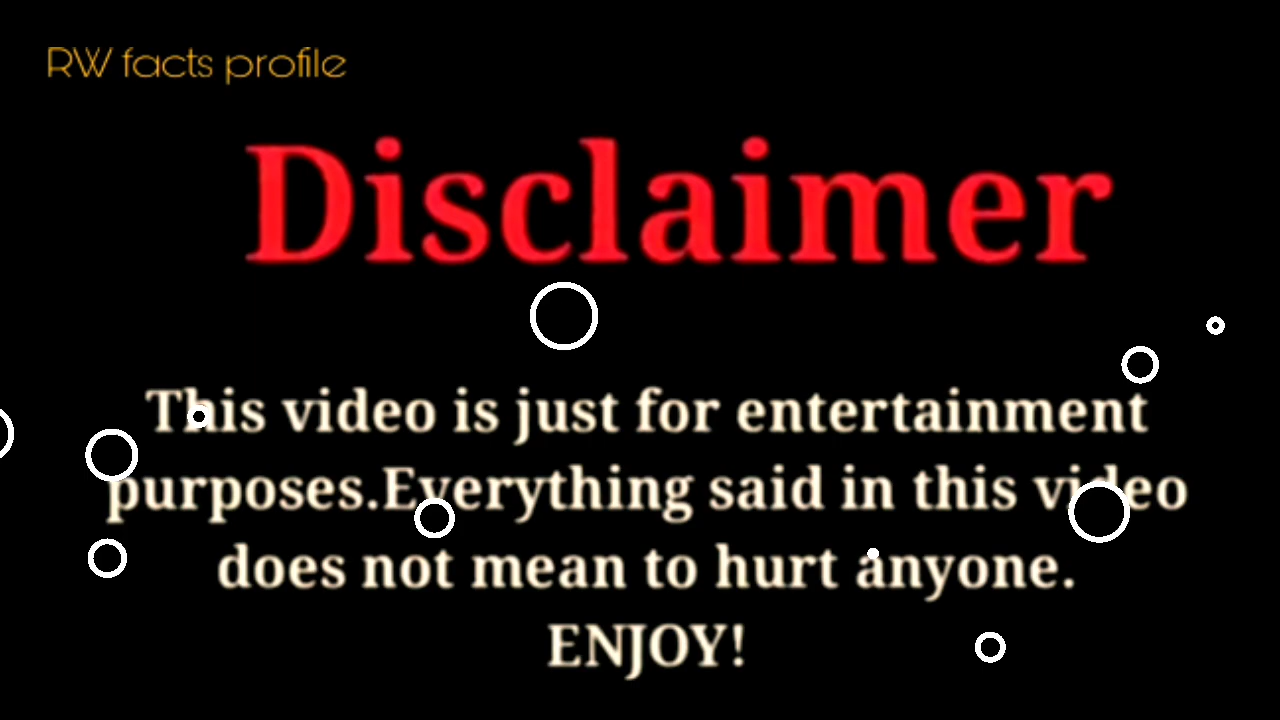 RW facts profile
Disclaimer
This video is just for entertainment
purposes.Everything said in this video
does not mean to hurt anyone.
ENJOY!